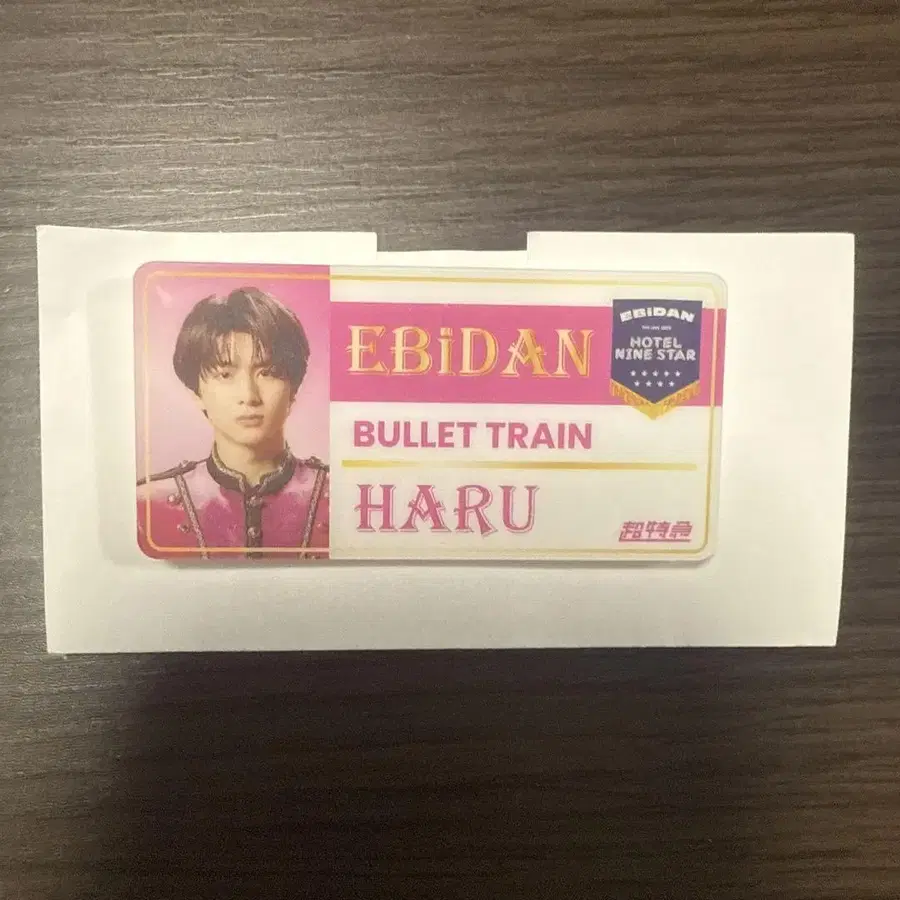 EBiDAN
BULLET TRAIN
HARU
EBiDAN
HOTEL
NINE STAR
超特急